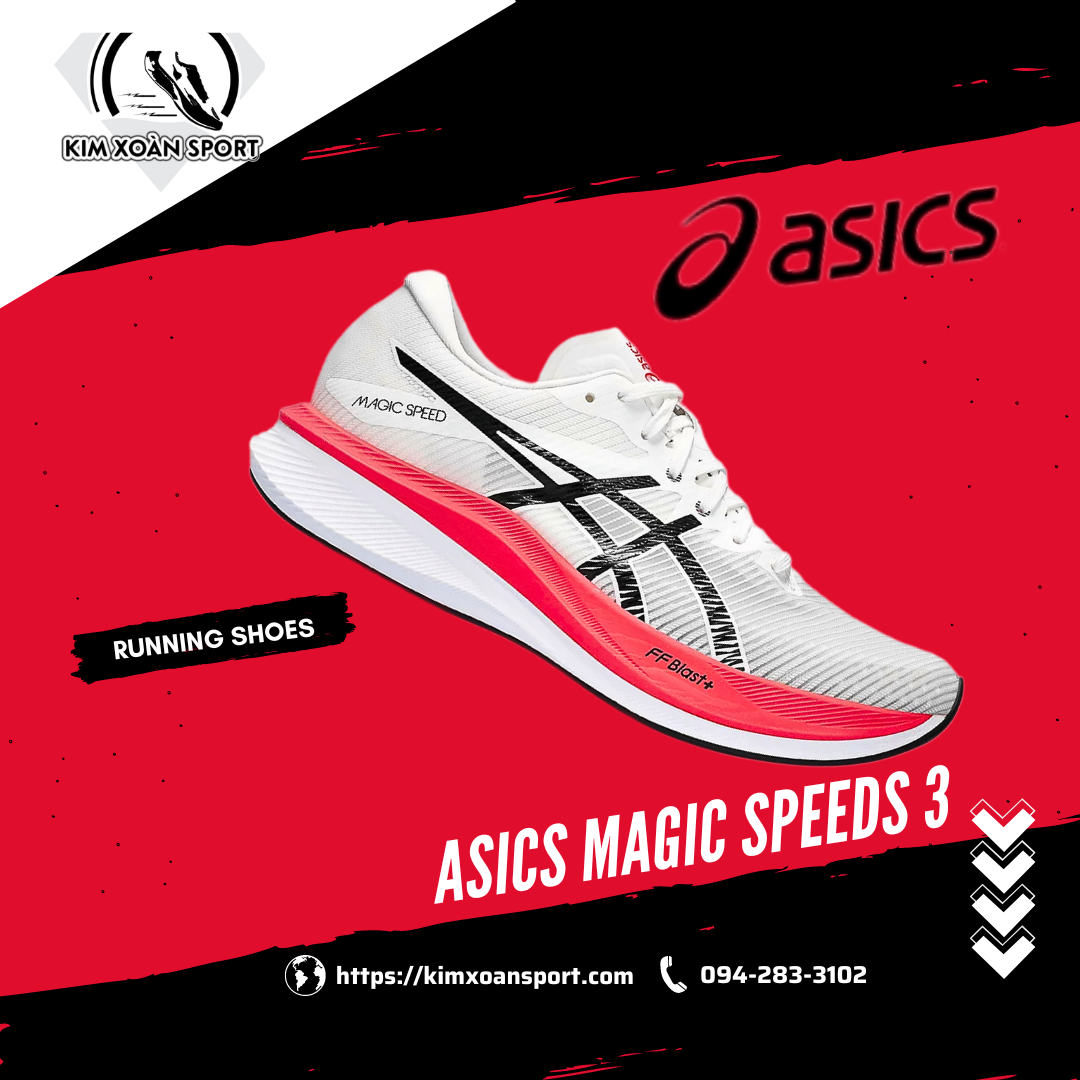 KIM XOÀN SPORT
asics
asics
MAGIC SPEED
RUNNING SHOES
FF Blast+
ASICS MAGIC SPEEDS 3
https://kimxoansport.com
094-283-3102